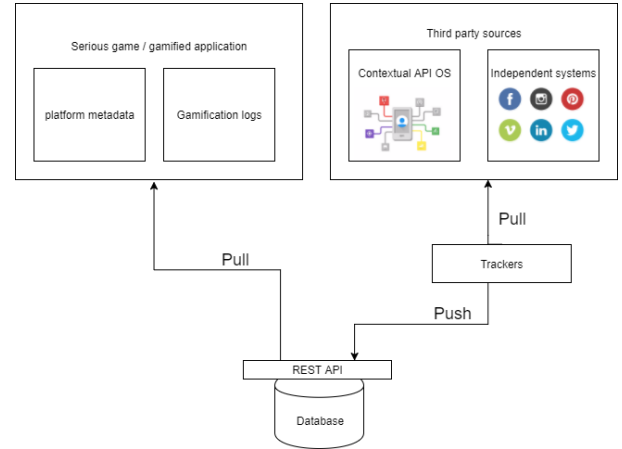 Serious game / gamified application
platform metadata
Gamification logs
Third party sources
Contextual API OS
Independent systems
f
v
in
Pull
Pull
Trackers
Push
REST API
Database